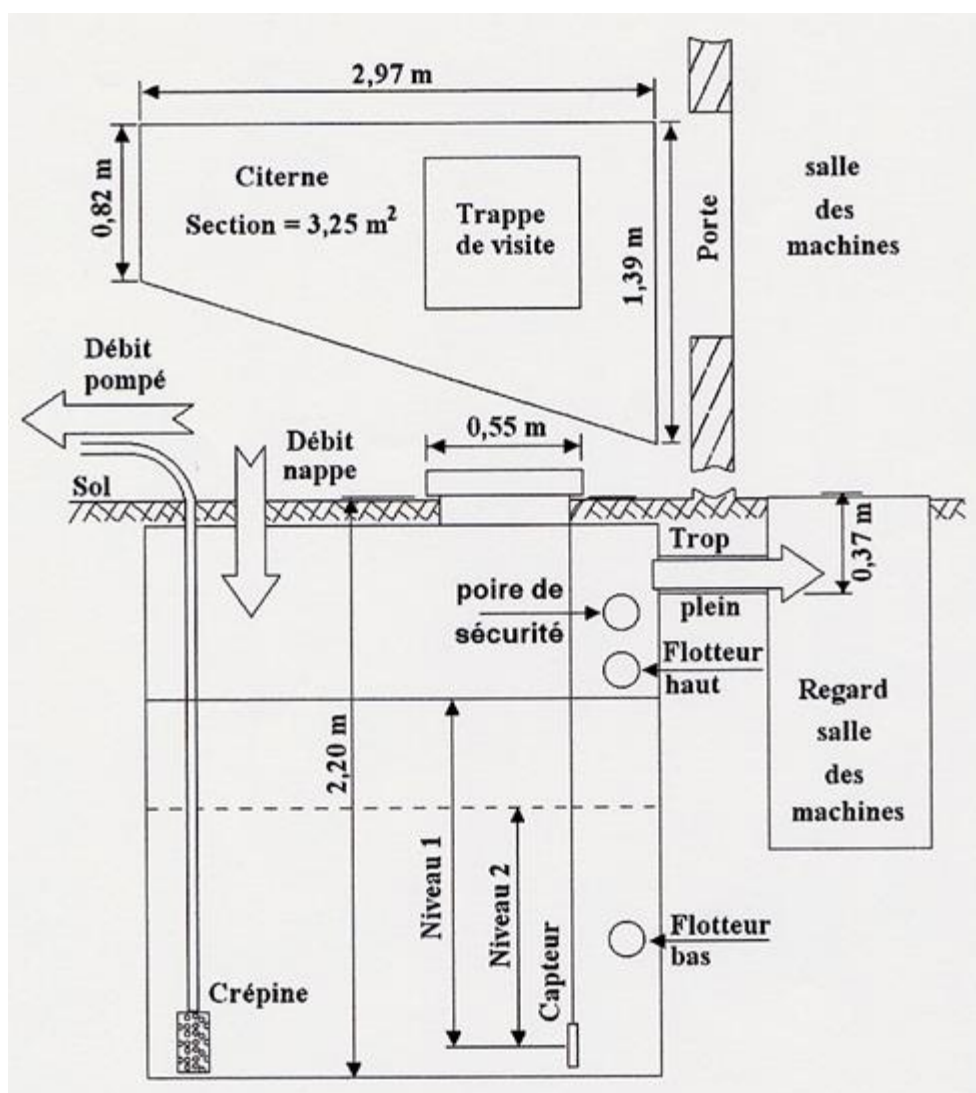 2,97 m
0,82 m
Citerne
Section = 3,25 m²
Trappe
de visite
1,39 m
Porte
salle
des
machines
Débit
pompé
Débit
nappe
0,55 m
Sol
Trop
plein
0,37 m
poire de
sécurité
Flotteur
haut
Regard
salle
des
machines
2,20 m
Niveau 1
Niveau 2
Capteur
Flotteur
bas
Crépine